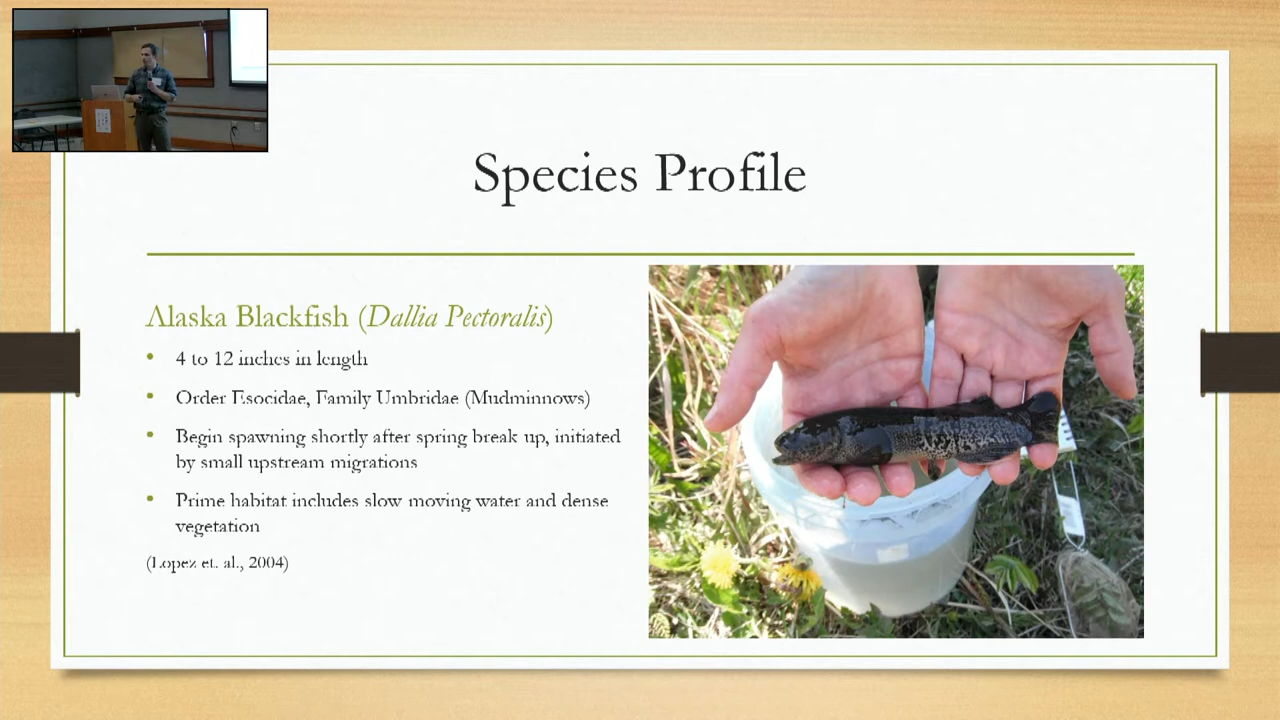 Species Profile
Alaska Blackfish (Dallia Pectoralis)
• 4 to 12 inches in length
• Order Esocidae, Family Umbridae (Mudminnows)
• Begin spawning shortly after spring break up, initiated
by small upstream migrations
• Prime habitat includes slow moving water and dense
vegetation
(Lopez et. al., 2004)